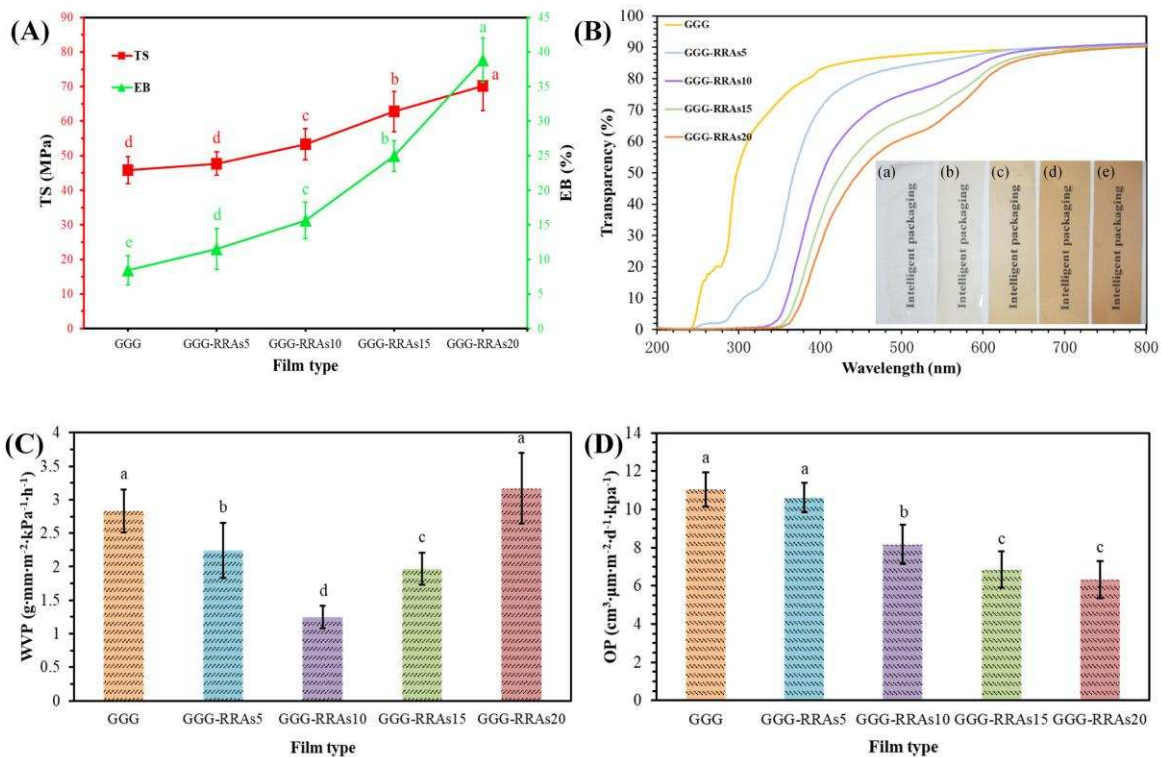 (A)
90
80
70
60
50
40
30
20
10
0
TS (MPa)
TS
EB
d
d
c
b
a
e
d
c
b
a
45
40
35
30
25
20
15
10
5
0
EB (%)
GGG
GGG-RRAs5
GGG-RRAs10
GGG-RRAs15
GGG-RRAs20
Film type
(B)
100
90
80
70
60
50
40
30
20
10
0
Transparency (%)
GGG
GGG-RRAs5
GGG-RRAs10
GGG-RRAs15
GGG-RRAs20
(a)
(b)
(c)
(d)
(e)
Intelligent packaging
Intelligent packaging
Intelligent packaging
Intelligent packaging
Intelligent packaging
200
300
400
500
600
700
800
Wavelength (nm)
(C)
4
3.5
3
2.5
2
1.5
1
0.5
0
WVP (g·mm·m⁻²·kPa⁻¹·h⁻¹)
a
b
d
c
a
GGG
GGG-RRAs5
GGG-RRAs10
GGG-RRAs15
GGG-RRAs20
Film type
(D)
14
12
10
8
6
4
2
0
OP (cm³·μm·m⁻²·d⁻¹·kpa⁻¹)
a
a
b
c
c
GGG
GGG-RRAs5
GGG-RRAs10
GGG-RRAs15
GGG-RRAs20
Film type